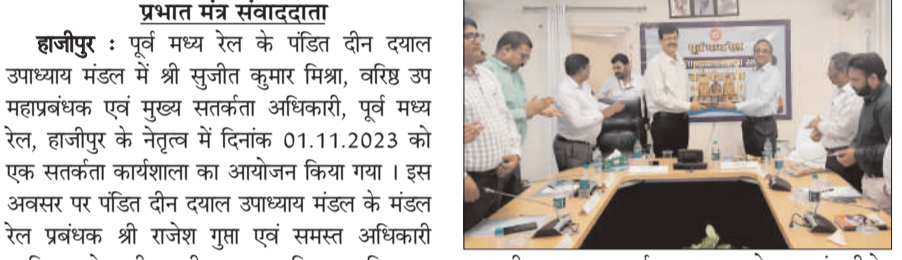 प्रभात मंत्र संवाददाता
हाजीपुर : पूर्व मध्य रेल के पंडित दीन दयाल
उपाध्याय मंडल में श्री सुजीत कुमार मिश्रा, वरिष्ठ उप
महाप्रबंधक एवं मुख्य सतर्कता अधिकारी, पूर्व मध्य
रेल, हाजीपुर के नेतृत्व में दिनांक 01.11.2023 को
एक सतर्कता कार्यशाला का आयोजन किया गया । इस
अवसर पर पंडित दीन दयाल उपाध्याय मंडल के मंडल
रेल प्रबंधक श्री राजेश गुप्ता एवं समस्त अधिकारी
पूर्व मध्य रेल